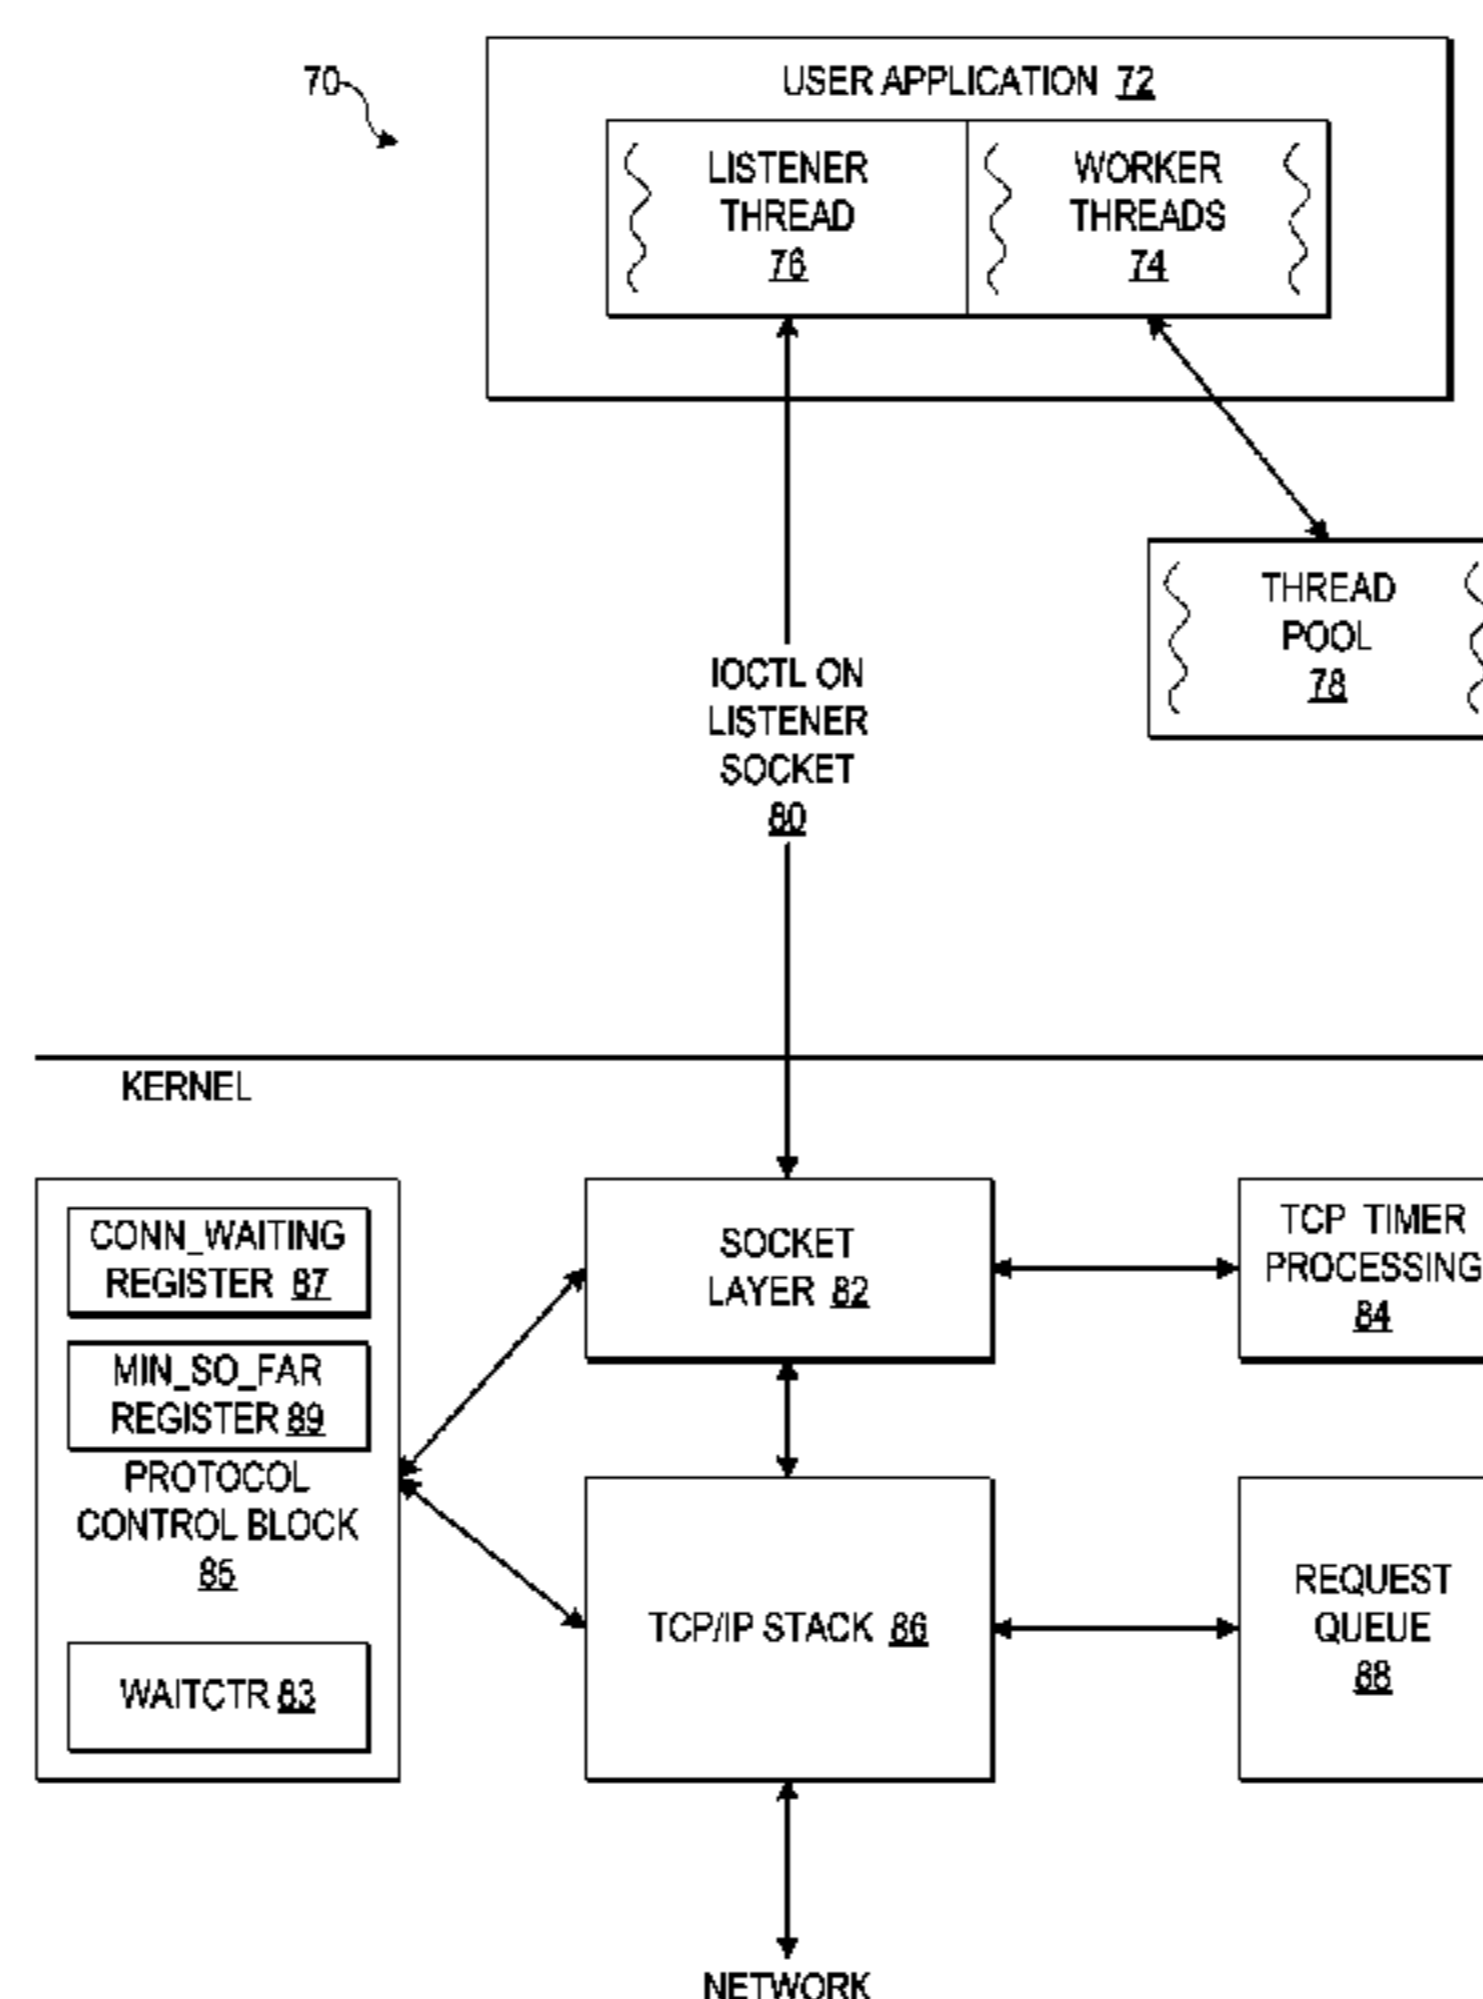 70
USER APPLICATION 72
LISTENER
THREAD
76
WORKER
THREADS
74
THREAD
POOL
78
IOCTL ON
LISTENER
SOCKET
80
KERNEL
CONN_WAITING
REGISTER 87
MIN_SO_FAR
REGISTER 89
PROTOCOL
CONTROL BLOCK
85
WAITCTR 83
SOCKET
LAYER 82
TCP TIMER
PROCESSING
84
TCP/IP STACK 86
REQUEST
QUEUE
88
NETWORK